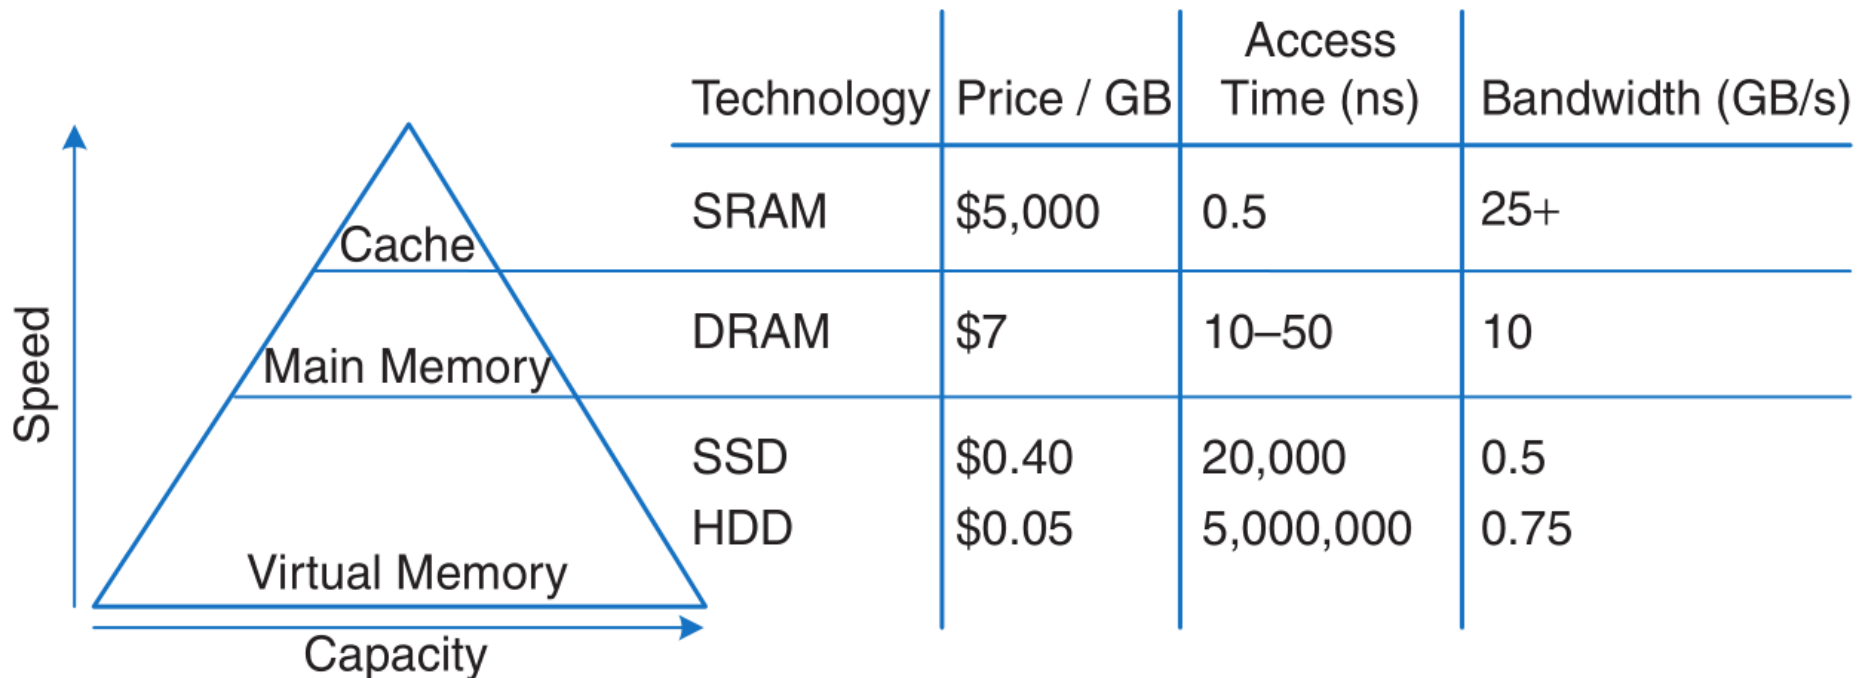 Access
Technology Price / GB Time (ns) Bandwidth (GB/s)
SRAM $5,000 0.5 25+
Cache
DRAM $7 10–50 10
Main Memory
Speed
SSD $0.40 20,000 0.5
HDD $0.05 5,000,000 0.75
Virtual Memory
Capacity